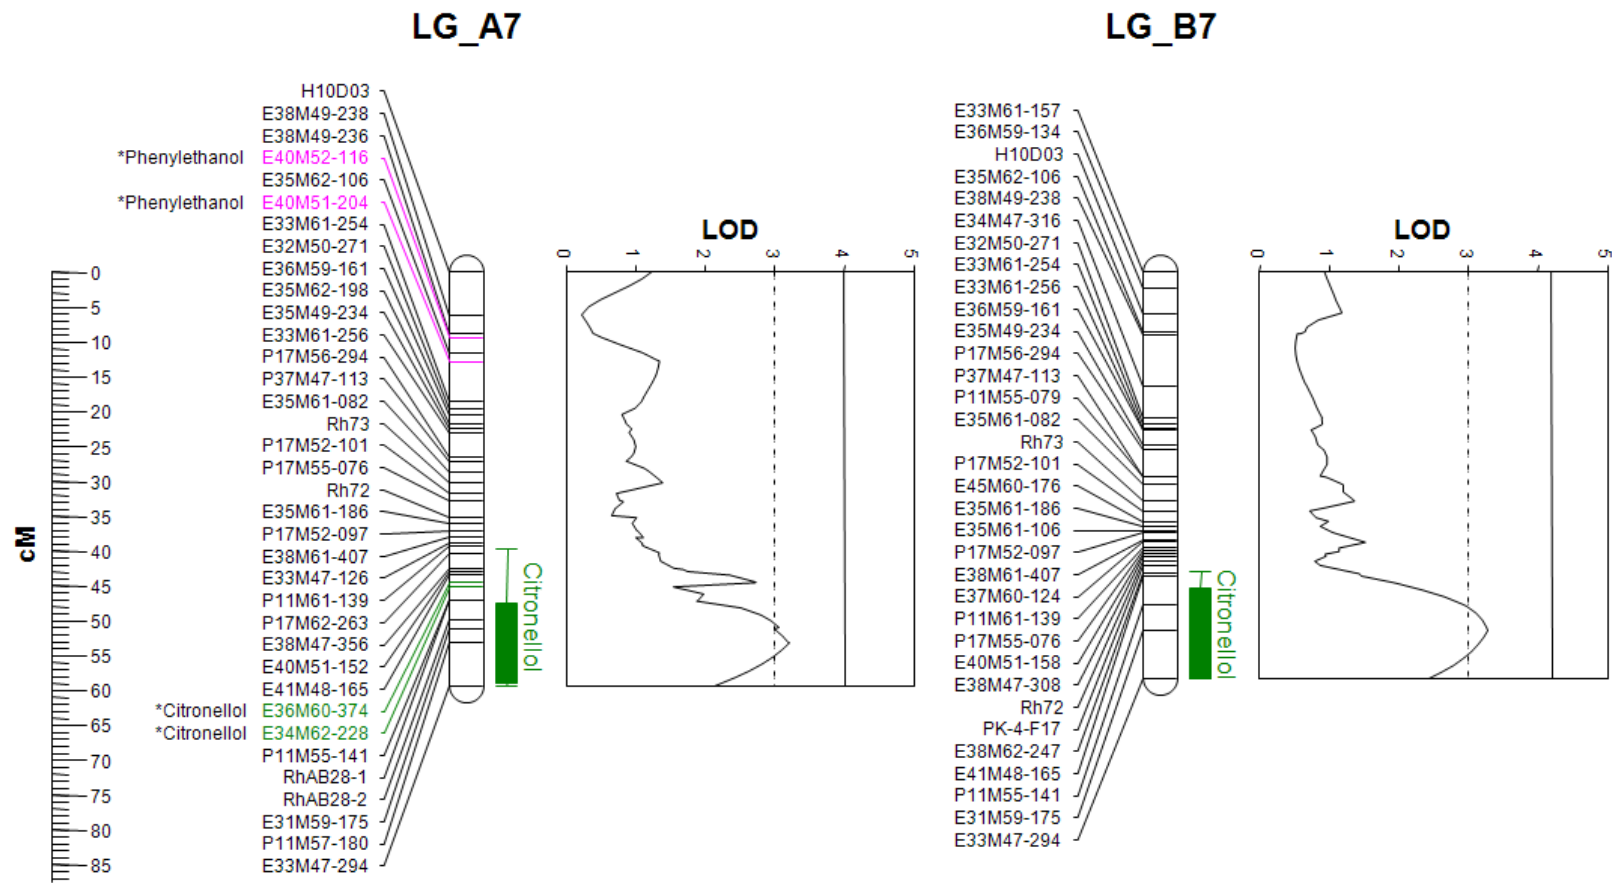 LG_A7
H10D03
E38M49-238
E38M49-236
*Phenylethanol E40M52-116
E35M62-106
*Phenylethanol E40M51-204
E33M61-254
E32M50-271
E36M59-161
E35M62-198
E35M49-234
E33M61-256
P17M56-294
P37M47-113
E35M61-082
Rh73
P17M52-101
P17M55-076
Rh72
E35M61-186
P17M52-097
E38M61-407
E33M47-126
P11M61-139
P17M62-263
E38M47-356
E40M51-152
E41M48-165
*Citronellol E36M60-374
*Citronellol E34M62-228
P11M55-141
RhAB28-1
RhAB28-2
E31M59-175
P11M57-180
E33M47-294
cM
0
5
10
15
20
25
30
35
40
45
50
55
60
65
70
75
80
85
Citronellol
LOD
0 1 2 3 4 5
LG_B7
E33M61-157
E36M59-134
H10D03
E35M62-106
E38M49-238
E34M47-316
E32M50-271
E33M61-254
E33M61-256
E36M59-161
E35M49-234
P17M56-294
P37M47-113
P11M55-079
E35M61-082
Rh73
P17M52-101
E45M60-176
E35M61-186
E35M61-106
P17M52-097
E38M61-407
E37M60-124
P11M61-139
P17M55-076
E40M51-158
E38M47-308
Rh72
PK-4-F17
E38M62-247
E41M48-165
P11M55-141
E31M59-175
E33M47-294
Citronellol
LOD
0 1 2 3 4 5